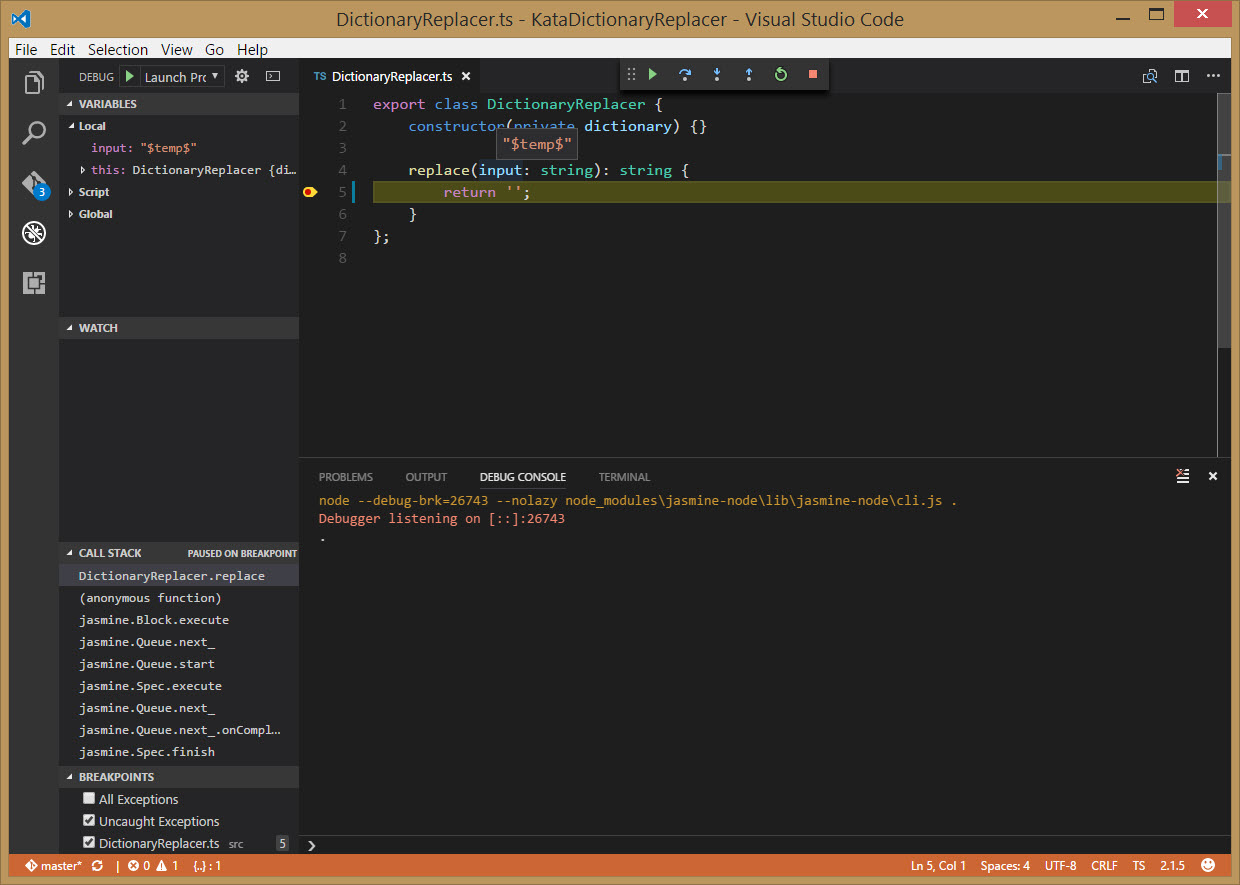 DictionaryReplacer.ts - KataDictionaryReplacer - Visual Studio Code
File Edit Selection View Go Help
DEBUG Launch Prc
TS DictionaryReplacer.ts
VARIABLES
Local
input: "$temp$"
this: DictionaryReplacer {di…
Script
Global
1 export class DictionaryReplacer {
2 constructor(private dictionary) {}
"$temp$"
3
4 replace(input: string): string {
5 return '';
6 }
7 };
8
3
WATCH
CALL STACK PAUSED ON BREAKPOINT
DictionaryReplacer.replace
(anonymous function)
jasmine.Block.execute
jasmine.Queue.next_
jasmine.Queue.start
jasmine.Spec.execute
jasmine.Queue.next_
jasmine.Queue.next_.onCompl…
jasmine.Spec.finish
BREAKPOINTS
All Exceptions
Uncaught Exceptions
DictionaryReplacer.ts src 5
PROBLEMS OUTPUT DEBUG CONSOLE TERMINAL
node --debug-brk=26743 --nolazy node_modules\jasmine-node\lib\jasmine-node\cli.js .
Debugger listening on [::]:26743
.
master* | 0 1 {..} : 1 Ln 5, Col 1 Spaces: 4 UTF-8 CRLF TS 2.1.5